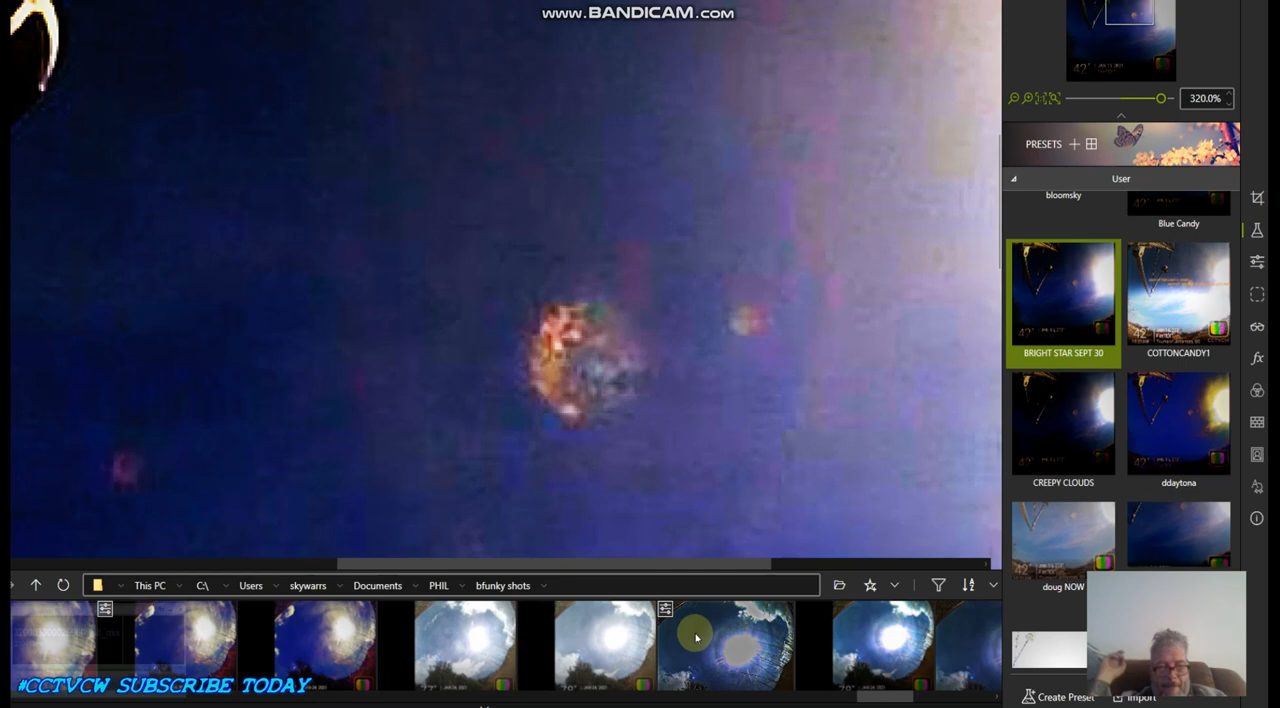 www.BANDICAM.com
42°
320.0%
PRESETS
User
bloomsky
Blue Candy
BRIGHT STAR SEPT 30
COTTONCANDY1
CREEPY CLOUDS
ddaytona
doug NOW
This PC
C:\
Users
skywarrs
Documents
PHIL
bfunky shots
#CCTVCW SUBSCRIBE TODAY
Create Preset
Import